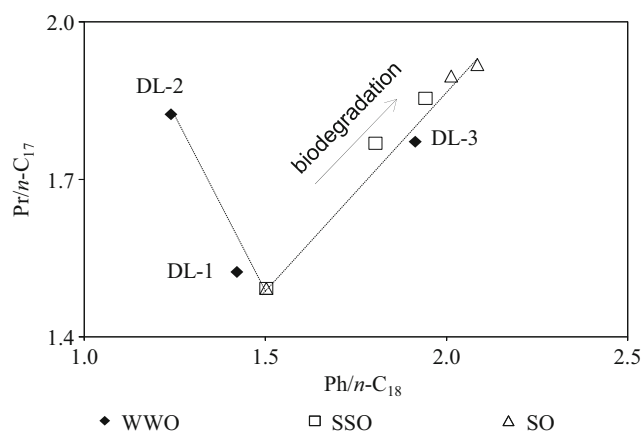 2.0
DL-2
biodegradation
Pr/n-C17
1.7
DL-3
DL-1
1.4
1.0
1.5
2.0
2.5
Ph/n-C18
WWO
SSO
SO